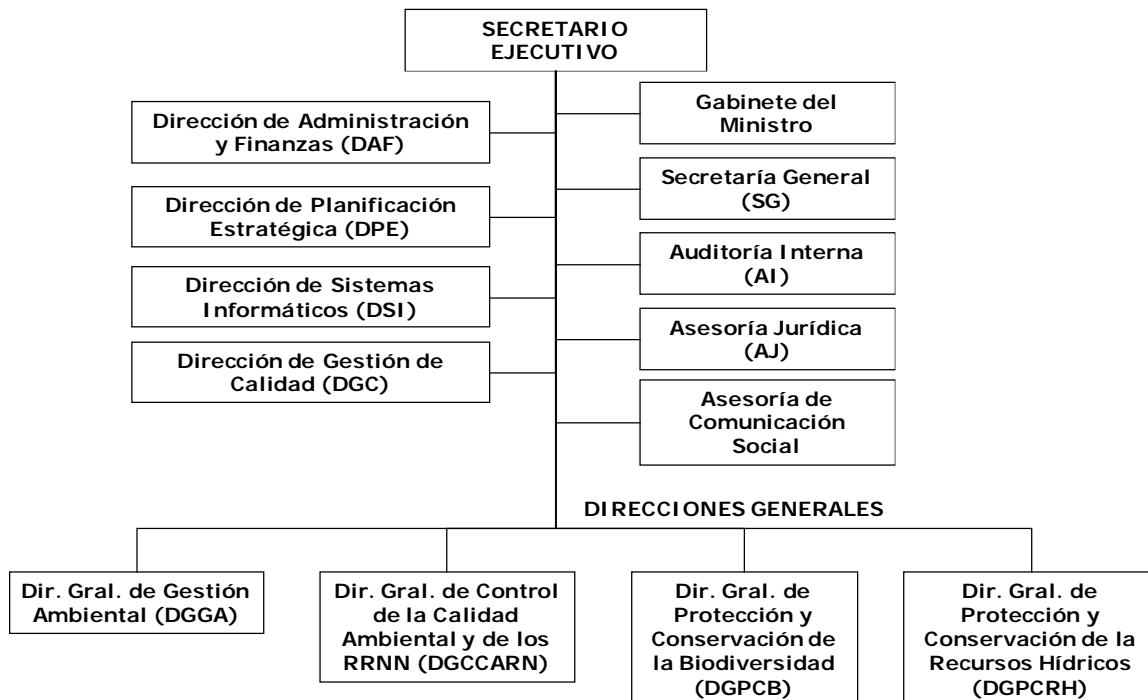 SECRETARIO
EJECUTIVO
Dirección de Administración
y Finanzas (DAF)
Dirección de Planificación
Estratégica (DPE)
Dirección de Sistemas
Informáticos (DSI)
Dirección de Gestión de
Calidad (DGC)
Gabinete del
Ministro
Secretaría General
(SG)
Auditoría Interna
(AI)
Asesoría Jurídica
(AJ)
Asesoría de
Comunicación
Social
DIRECCIONES GENERALES
Dir. Gral. de Gestión
Ambiental (DGGA)
Dir. Gral. de Control
de la Calidad
Ambiental y de los
RRNN (DGCCARN)
Dir. Gral. de
Protección y
Conservación de
la Biodiversidad
(DGPCB)
Dir. Gral. de
Protección y
Conservación de la
Recursos Hídricos
(DGPCRH)